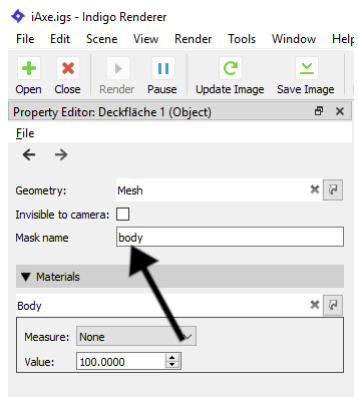 iAxe.igs - Indigo Renderer
File Edit Scene View Render Tools Window Help
Open Close Render Pause Update Image Save Image
Property Editor: Deckfläche 1 (Object)
File
Geometry: Mesh
Invisible to camera:
Mask name body
Materials
Body
Measure: None
Value: 100.0000